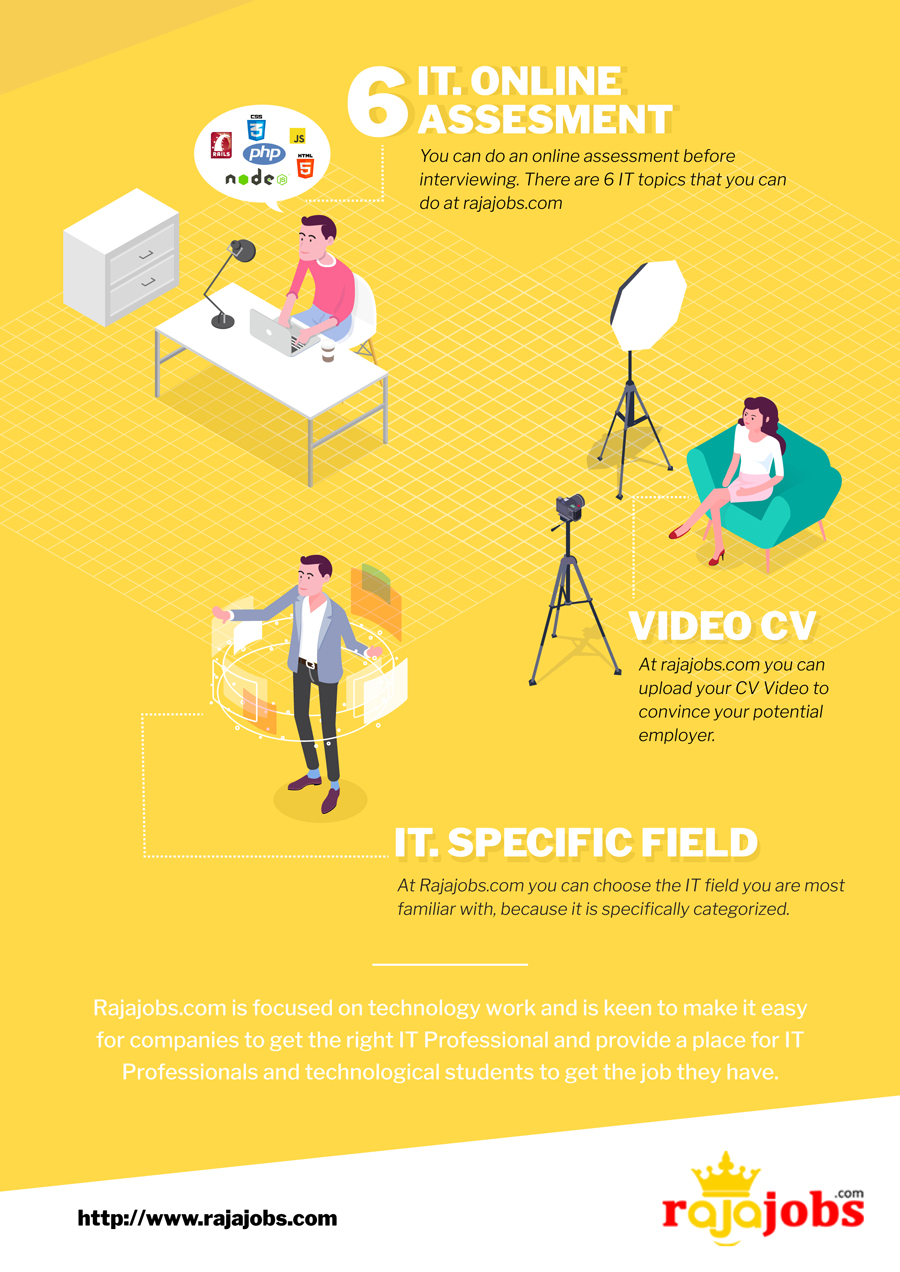 6 IT. ONLINE
ASSESMENT
You can do an online assessment before
interviewing. There are 6 IT topics that you can
do at rajajobs.com
CSS
3
JS
RAILS
php
HTML
5
node
JS
VIDEO CV
At rajajobs.com you can
upload your CV Video to
convince your potential
employer.
IT. SPECIFIC FIELD
At Rajajobs.com you can choose the IT field you are most
familiar with, because it is specifically categorized.
Rajajobs.com is focused on technology work and is keen to make it easy
for companies to get the right IT Professional and provide a place for IT
Professionals and technological students to get the job they have.
http://www.rajajobs.com
rajajobs.com